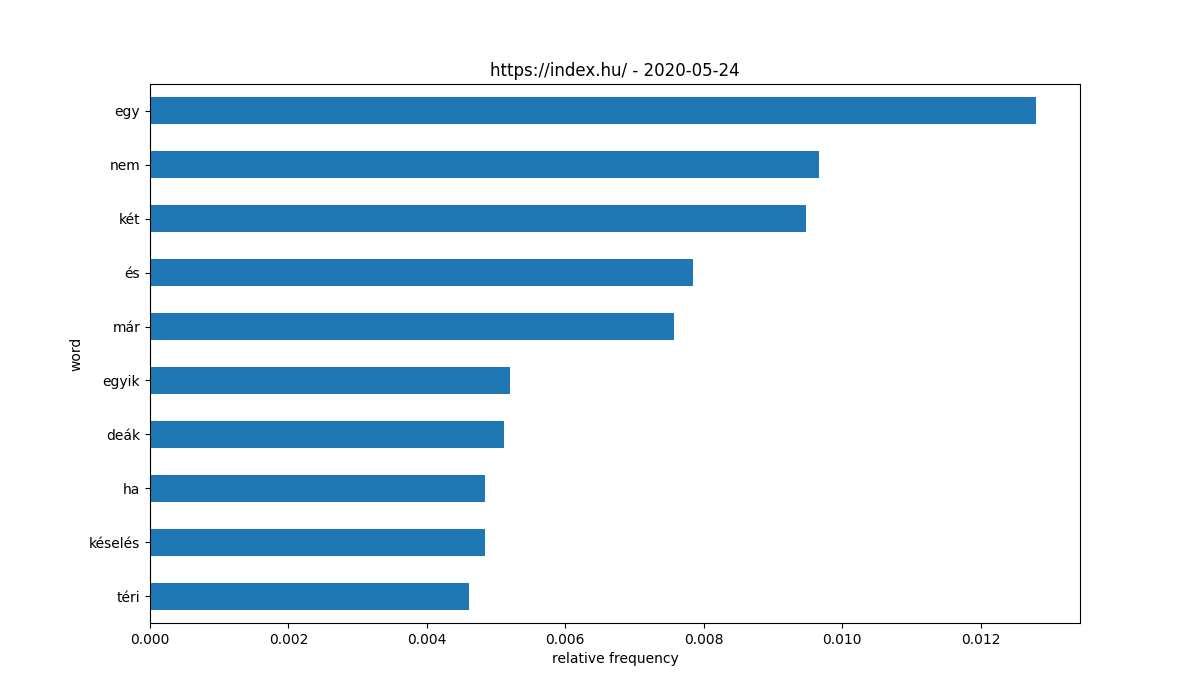 https://index.hu/ - 2020-05-24
egy
nem
két
és
már
egyik
deák
ha
késelés
téri
word
0.000 0.002 0.004 0.006 0.008 0.010 0.012
relative frequency